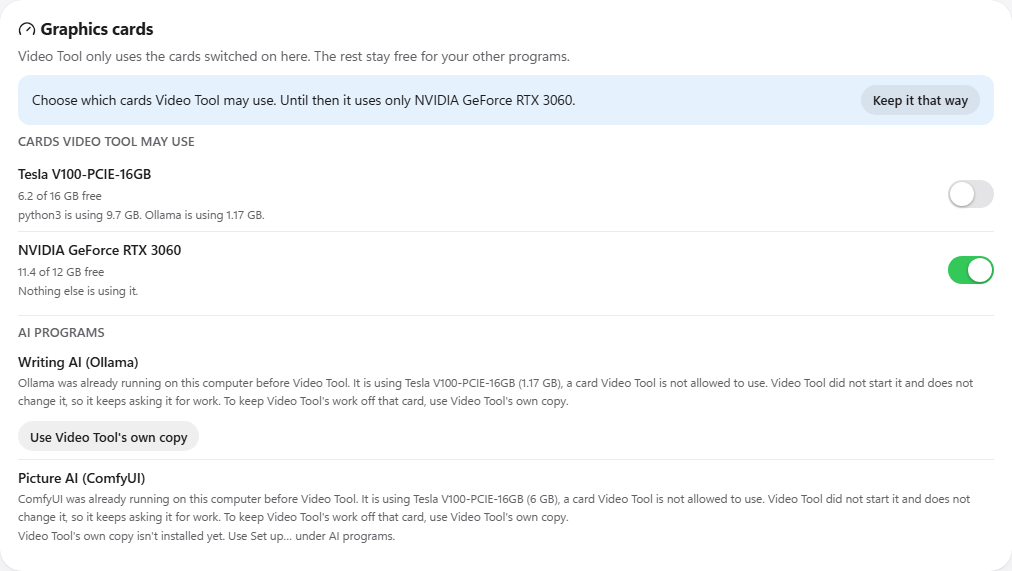 Graphics cards
Video Tool only uses the cards switched on here. The rest stay free for your other programs.
Choose which cards Video Tool may use. Until then it uses only NVIDIA GeForce RTX 3060.
Keep it that way
CARDS VIDEO TOOL MAY USE
Tesla V100-PCIE-16GB
6.2 of 16 GB free
python3 is using 9.7 GB. Ollama is using 1.17 GB.
NVIDIA GeForce RTX 3060
11.4 of 12 GB free
Nothing else is using it.
AI PROGRAMS
Writing AI (Ollama)
Ollama was already running on this computer before Video Tool. It is using Tesla V100-PCIE-16GB (1.17 GB), a card Video Tool is not allowed to use. Video Tool did not start it and does not
change it, so it keeps asking it for work. To keep Video Tool's work off that card, use Video Tool's own copy.
Use Video Tool's own copy
Picture AI (ComfyUI)
ComfyUI was already running on this computer before Video Tool. It is using Tesla V100-PCIE-16GB (6 GB), a card Video Tool is not allowed to use. Video Tool did not start it and does not
change it, so it keeps asking it for work. To keep Video Tool's work off that card, use Video Tool's own copy.
Video Tool's own copy isn't installed yet. Use Set up... under AI programs.